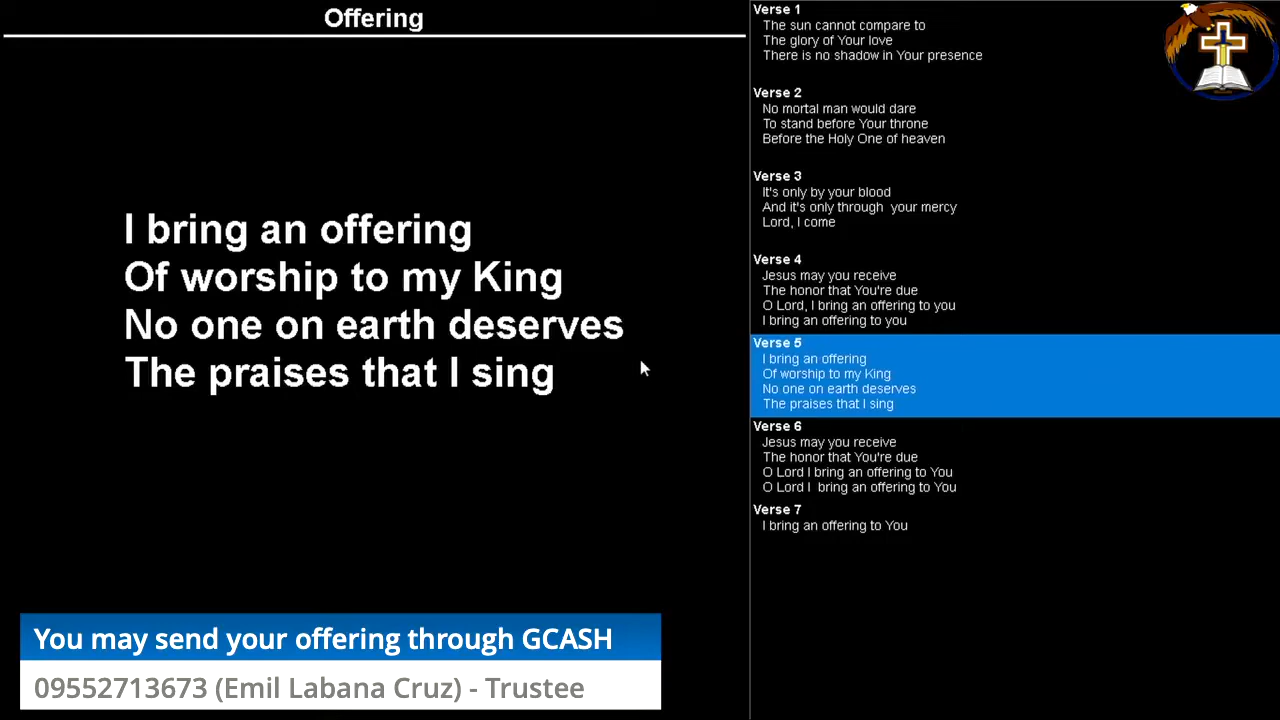 Offering
I bring an offering
Of worship to my King
No one on earth deserves
The praises that I sing
You may send your offering through GCASH
09552713673 (Emil Labana Cruz) - Trustee
Verse 1
The sun cannot compare to
The glory of Your love
There is no shadow in Your presence
Verse 2
No mortal man would dare
To stand before Your throne
Before the Holy One of heaven
Verse 3
It's only by your blood
And it's only through  your mercy
Lord, I come
Verse 4
Jesus may you receive
The honor that You're due
O Lord, I bring an offering to you
I bring an offering to you
Verse 5
I bring an offering
Of worship to my King
No one on earth deserves
The praises that I sing
Verse 6
Jesus may you receive
The honor that You're due
O Lord I bring an offering to You
O Lord I  bring an offering to You
Verse 7
I bring an offering to You